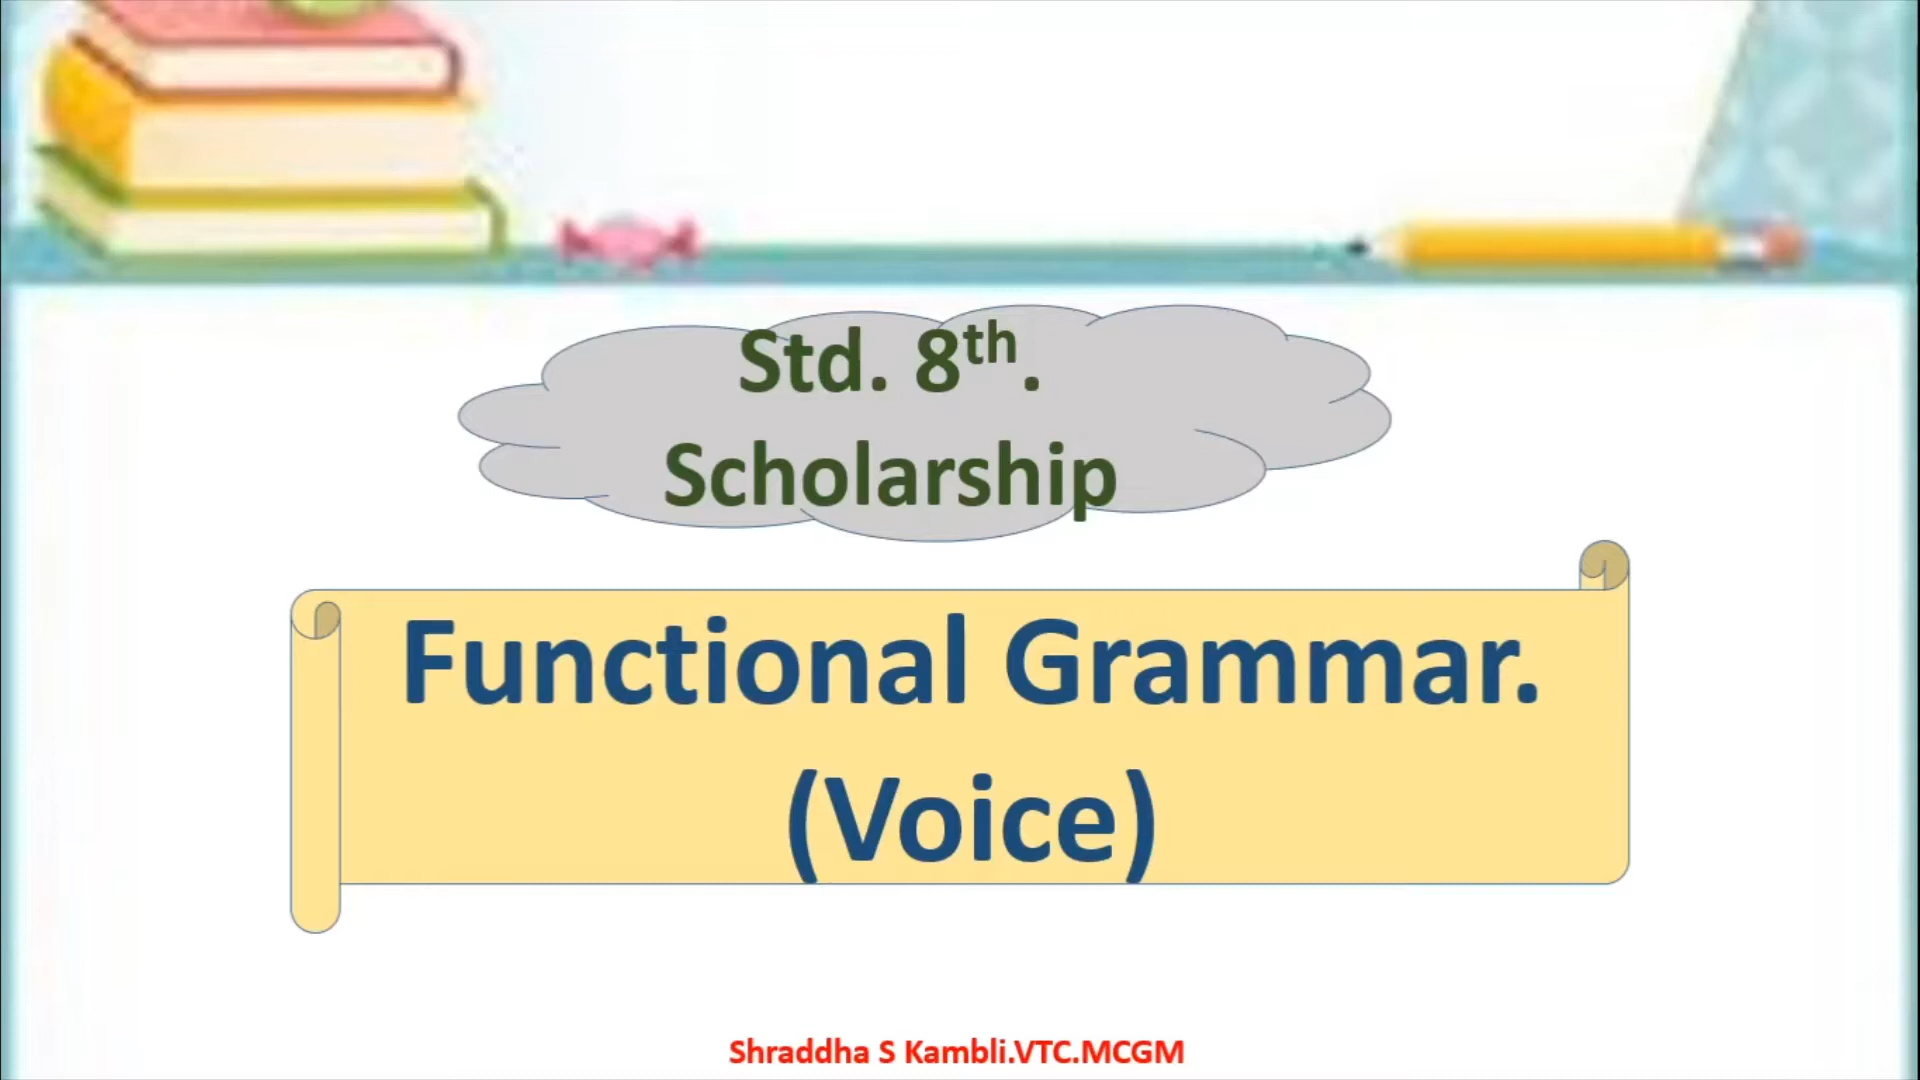 Std. 8th.
Scholarship
Functional Grammar.
(Voice)
Shraddha S Kambli.VTC.MCGM